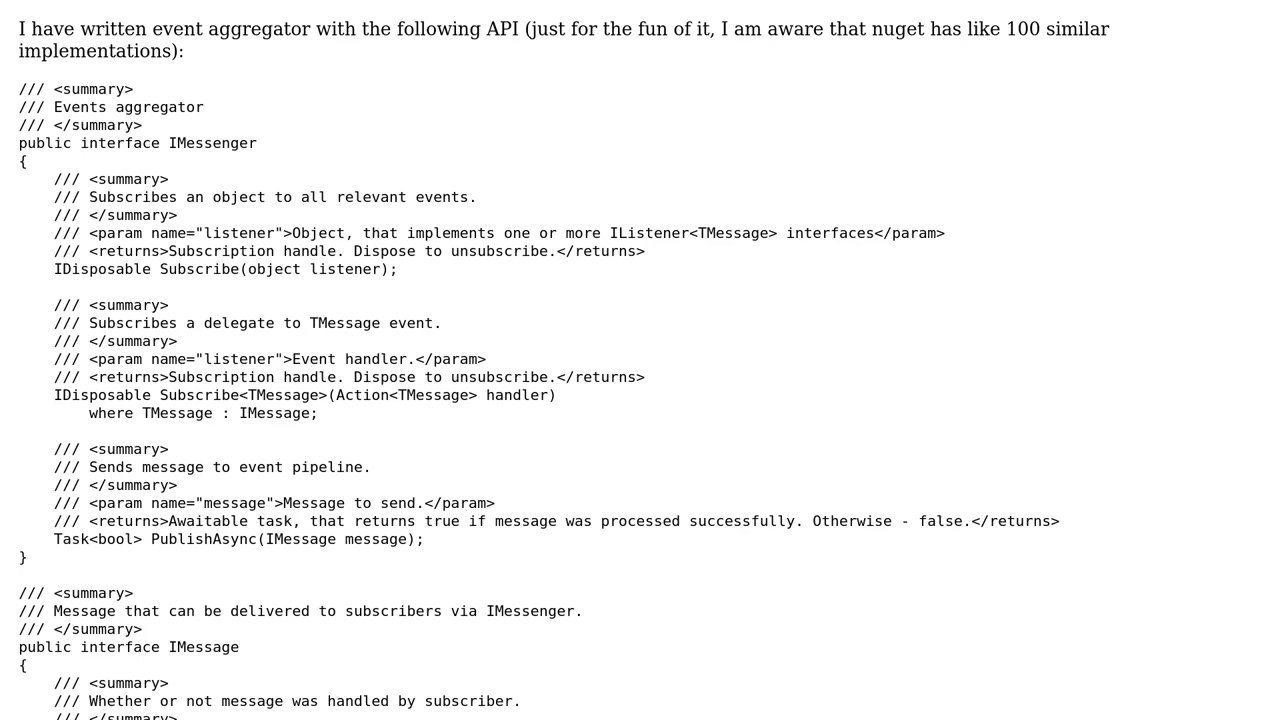 I have written event aggregator with the following API (just for the fun of it, I am aware that nuget has like 100 similar
implementations):
/// <summary>
/// Events aggregator
/// </summary>
public interface IMessenger
{
    /// <summary>
    /// Subscribes an object to all relevant events.
    /// </summary>
    /// <param name="listener">Object, that implements one or more IListener<TMessage> interfaces</param>
    /// <returns>Subscription handle. Dispose to unsubscribe.</returns>
    IDisposable Subscribe(object listener);

    /// <summary>
    /// Subscribes a delegate to TMessage event.
    /// </summary>
    /// <param name="listener">Event handler.</param>
    /// <returns>Subscription handle. Dispose to unsubscribe.</returns>
    IDisposable Subscribe<TMessage>(Action<TMessage> handler)
        where TMessage : IMessage;

    /// <summary>
    /// Sends message to event pipeline.
    /// </summary>
    /// <param name="message">Message to send.</param>
    /// <returns>Awaitable task, that returns true if message was processed successfully. Otherwise - false.</returns>
    Task<bool> PublishAsync(IMessage message);
}

/// <summary>
/// Message that can be delivered to subscribers via IMessenger.
/// </summary>
public interface IMessage
{
    /// <summary>
    /// Whether or not message was handled by subscriber.
    /// </summary>